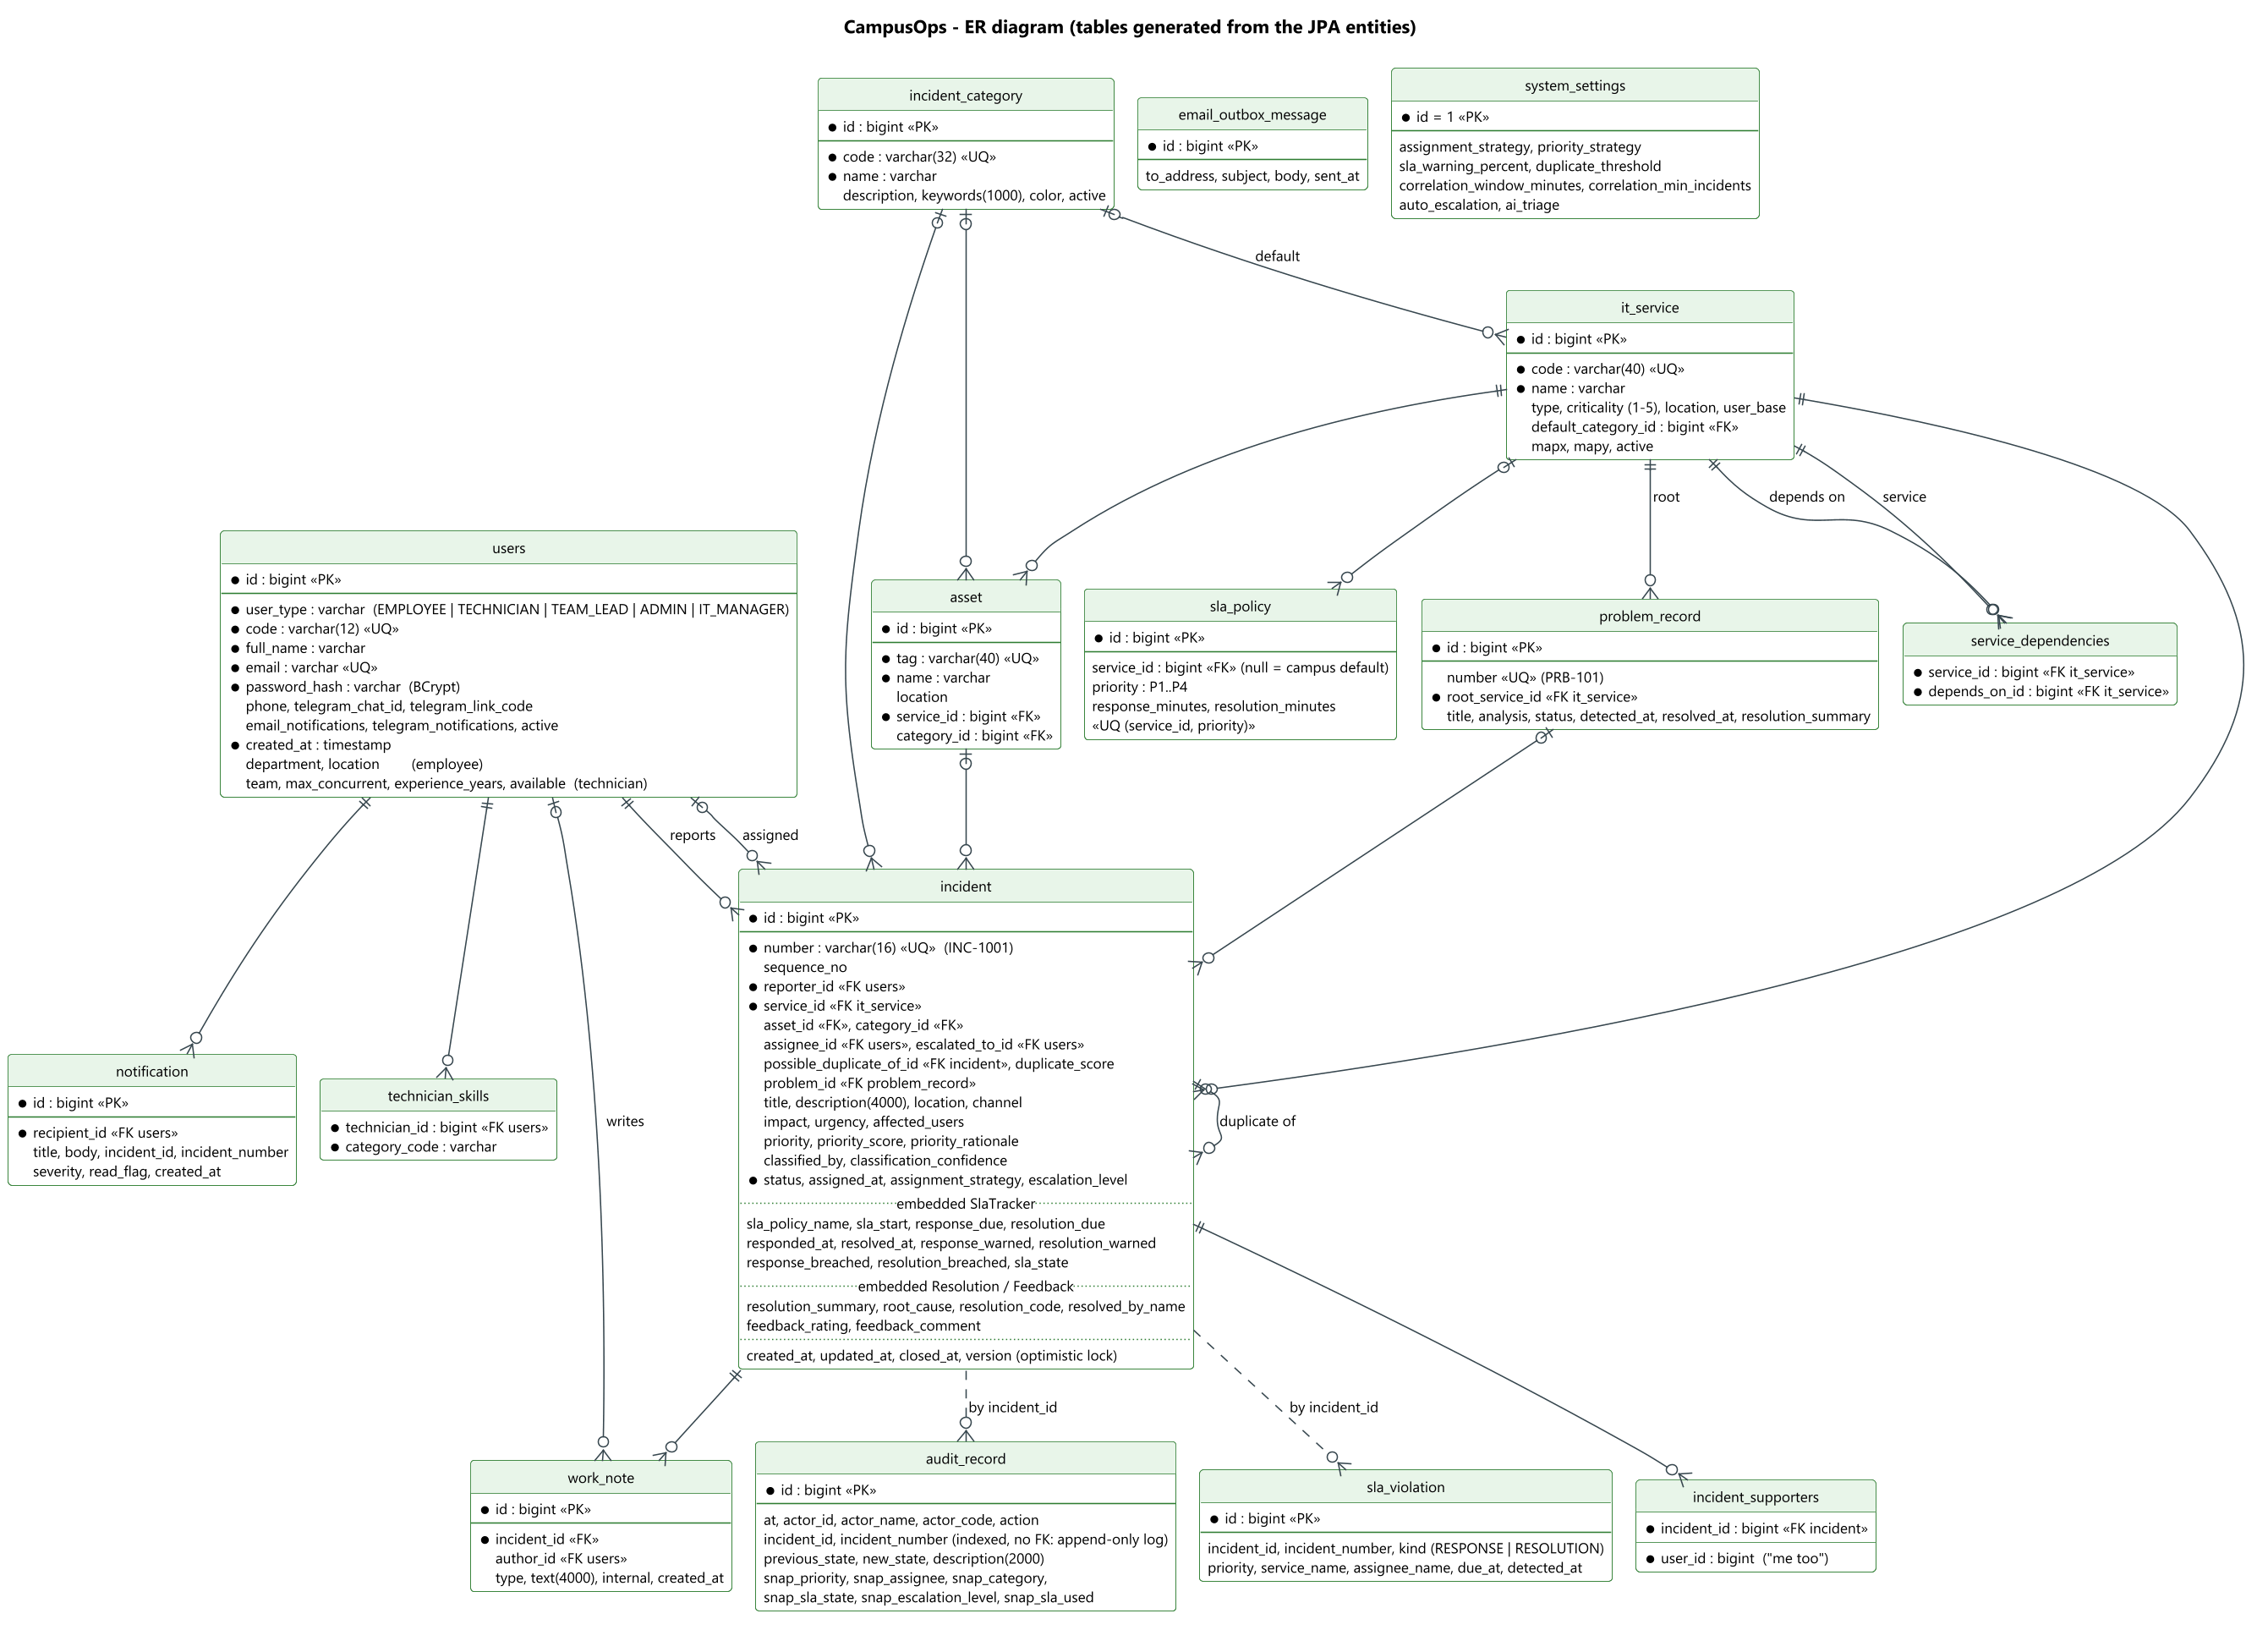 CampusOps - ER diagram (tables generated from the JPA entities)
incident_category
id : bigint «PK»
code : varchar(32) «UQ»
name : varchar
description, keywords(1000), color, active
email_outbox_message
id : bigint «PK»
to_address, subject, body, sent_at
system_settings
id = 1 «PK»
assignment_strategy, priority_strategy
sla_warning_percent, duplicate_threshold
correlation_window_minutes, correlation_min_incidents
auto_escalation, ai_triage
default
it_service
id : bigint «PK»
code : varchar(40) «UQ»
name : varchar
type, criticality (1-5), location, user_base
default_category_id : bigint «FK»
mapx, mapy, active
root
depends on
service
users
id : bigint «PK»
user_type : varchar (EMPLOYEE | TECHNICIAN | TEAM_LEAD | ADMIN | IT_MANAGER)
code : varchar(12) «UQ»
full_name : varchar
email : varchar «UQ»
password_hash : varchar (BCrypt)
phone, telegram_chat_id, telegram_link_code
email_notifications, telegram_notifications, active
created_at : timestamp
department, location (employee)
team, max_concurrent, experience_years, available (technician)
asset
id : bigint «PK»
tag : varchar(40) «UQ»
name : varchar
location
service_id : bigint «FK»
category_id : bigint «FK»
sla_policy
id : bigint «PK»
service_id : bigint «FK» (null = campus default)
priority : P1..P4
response_minutes, resolution_minutes
«UQ (service_id, priority)»
problem_record
id : bigint «PK»
number «UQ» (PRB-101)
root_service_id «FK it_service»
title, analysis, status, detected_at, resolved_at, resolution_summary
service_dependencies
service_id : bigint «FK it_service»
depends_on_id : bigint «FK it_service»
reports
assigned
incident
id : bigint «PK»
number : varchar(16) «UQ» (INC-1001)
sequence_no
reporter_id «FK users»
service_id «FK it_service»
asset_id «FK», category_id «FK»
assignee_id «FK users», escalated_to_id «FK users»
possible_duplicate_of_id «FK incident», duplicate_score
problem_id «FK problem_record»
title, description(4000), location, channel
impact, urgency, affected_users
priority, priority_score, priority_rationale
classified_by, classification_confidence
status, assigned_at, assignment_strategy, escalation_level
embedded SlaTracker
sla_policy_name, sla_start, response_due, resolution_due
responded_at, resolved_at, response_warned, resolution_warned
response_breached, resolution_breached, sla_state
embedded Resolution / Feedback
resolution_summary, root_cause, resolution_code, resolved_by_name
feedback_rating, feedback_comment
created_at, updated_at, closed_at, version (optimistic lock)
duplicate of
notification
id : bigint «PK»
recipient_id «FK users»
title, body, incident_id, incident_number
severity, read_flag, created_at
technician_skills
technician_id : bigint «FK users»
category_code : varchar
writes
by incident_id
by incident_id
work_note
id : bigint «PK»
incident_id «FK»
author_id «FK users»
type, text(4000), internal, created_at
audit_record
id : bigint «PK»
at, actor_id, actor_name, actor_code, action
incident_id, incident_number (indexed, no FK: append-only log)
previous_state, new_state, description(2000)
snap_priority, snap_assignee, snap_category,
snap_sla_state, snap_escalation_level, snap_sla_used
sla_violation
id : bigint «PK»
incident_id, incident_number, kind (RESPONSE | RESOLUTION)
priority, service_name, assignee_name, due_at, detected_at
incident_supporters
incident_id : bigint «FK incident»
user_id : bigint ("me too")